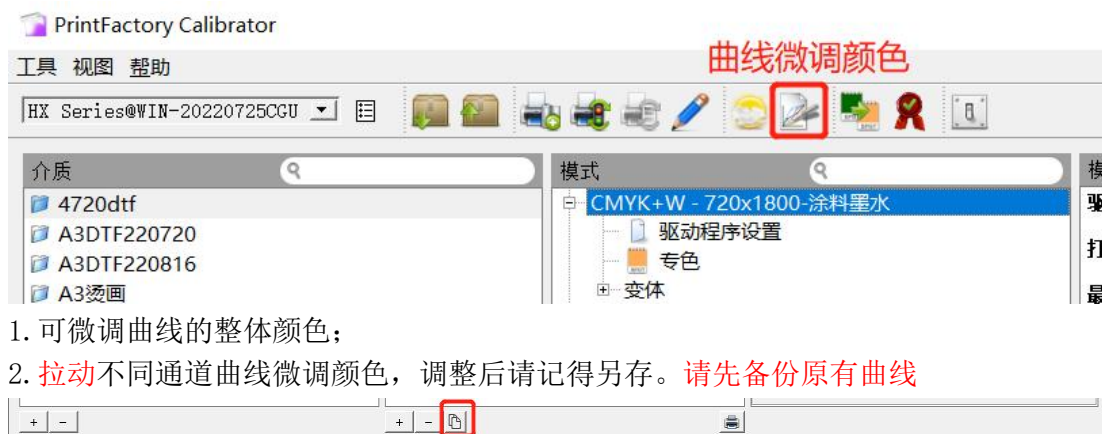 PrintFactory Calibrator
工具 视图 帮助
曲线微调颜色
HX Series@WIN-20220725CGU
介质
模式
4720dtf
CMYK+W - 720x1800-涂料墨水
A3DTF220720
驱动程序设置
A3DTF220816
专色
A3烫画
变体
1.可微调曲线的整体颜色；
2.拉动不同通道曲线微调颜色，调整后请记得另存。请先备份原有曲线